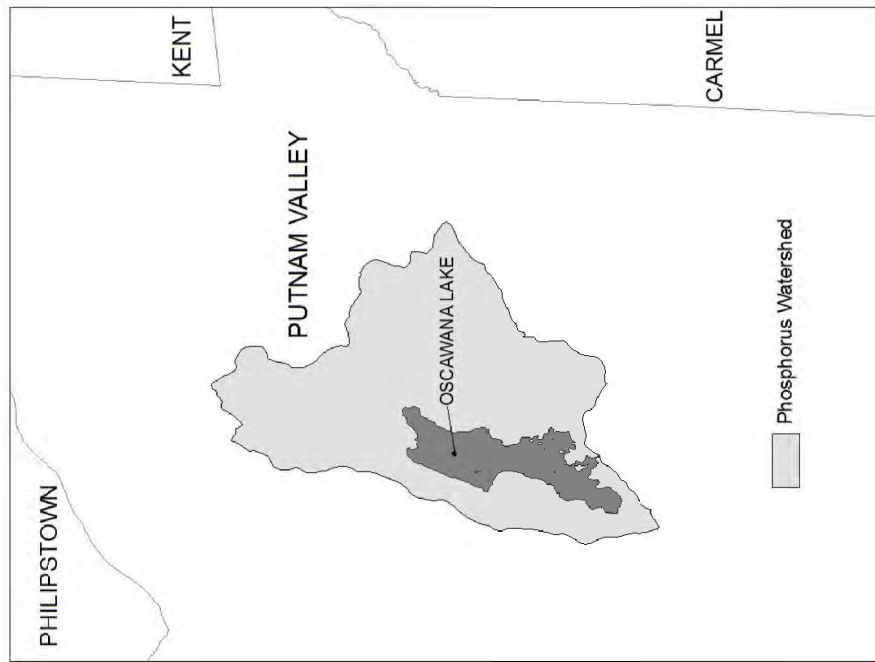 PHILIPSTOWN
KENT
PUTNAM VALLEY
OSCAWANA LAKE
CARMEL
Phosphorus Watershed